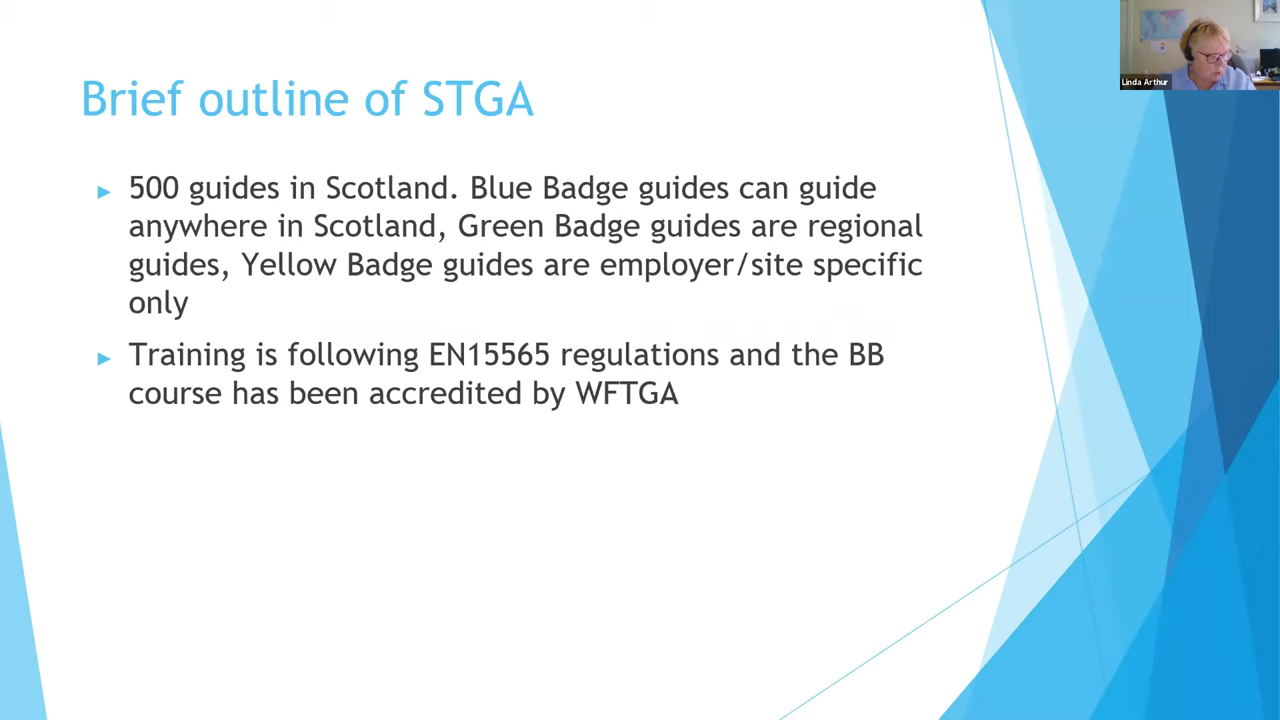 Linda Arthur
Brief outline of STGA
500 guides in Scotland. Blue Badge guides can guide
anywhere in Scotland, Green Badge guides are regional
guides, Yellow Badge guides are employer/site specific
only
Training is following EN15565 regulations and the BB
course has been accredited by WFTGA